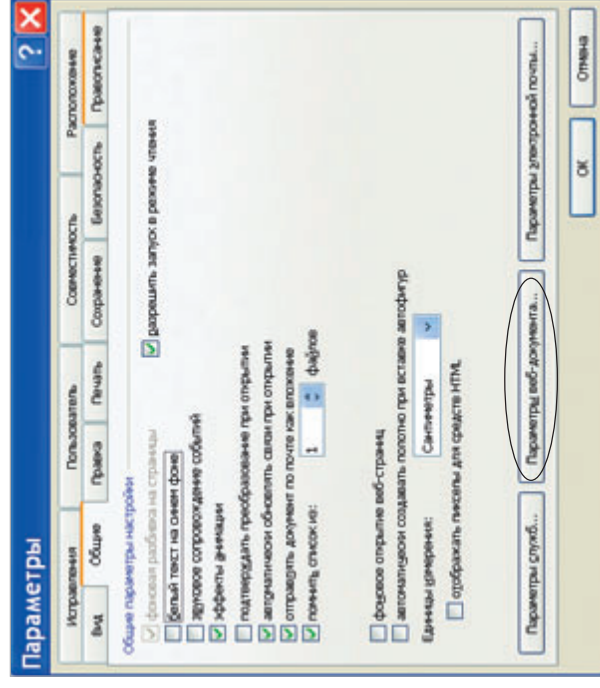 Параметры
Исправления Пользователь Совместимость Расположение
Вид Общие Правка Печать Сохранение Безопасность Правописание
Общие параметры настройки
фоновая разбивка на страницы разрешить запуск в режиме чтения
белый текст на синем фоне
звуковое сопровождение событий
эффекты анимации
подтверждать преобразование при открытии
автоматически обновлять связи при открытии
отправлять документ по почте как вложение
помнить список из: 1 файлов
фоновое открытие веб-страниц
автоматически создавать полотно при вставке автофигур
Единицы измерения: Сантиметры
отображать пикселы для средств HTML
Параметры служб... Параметры веб-документа... Параметры электронной почты...
ОК Отмена